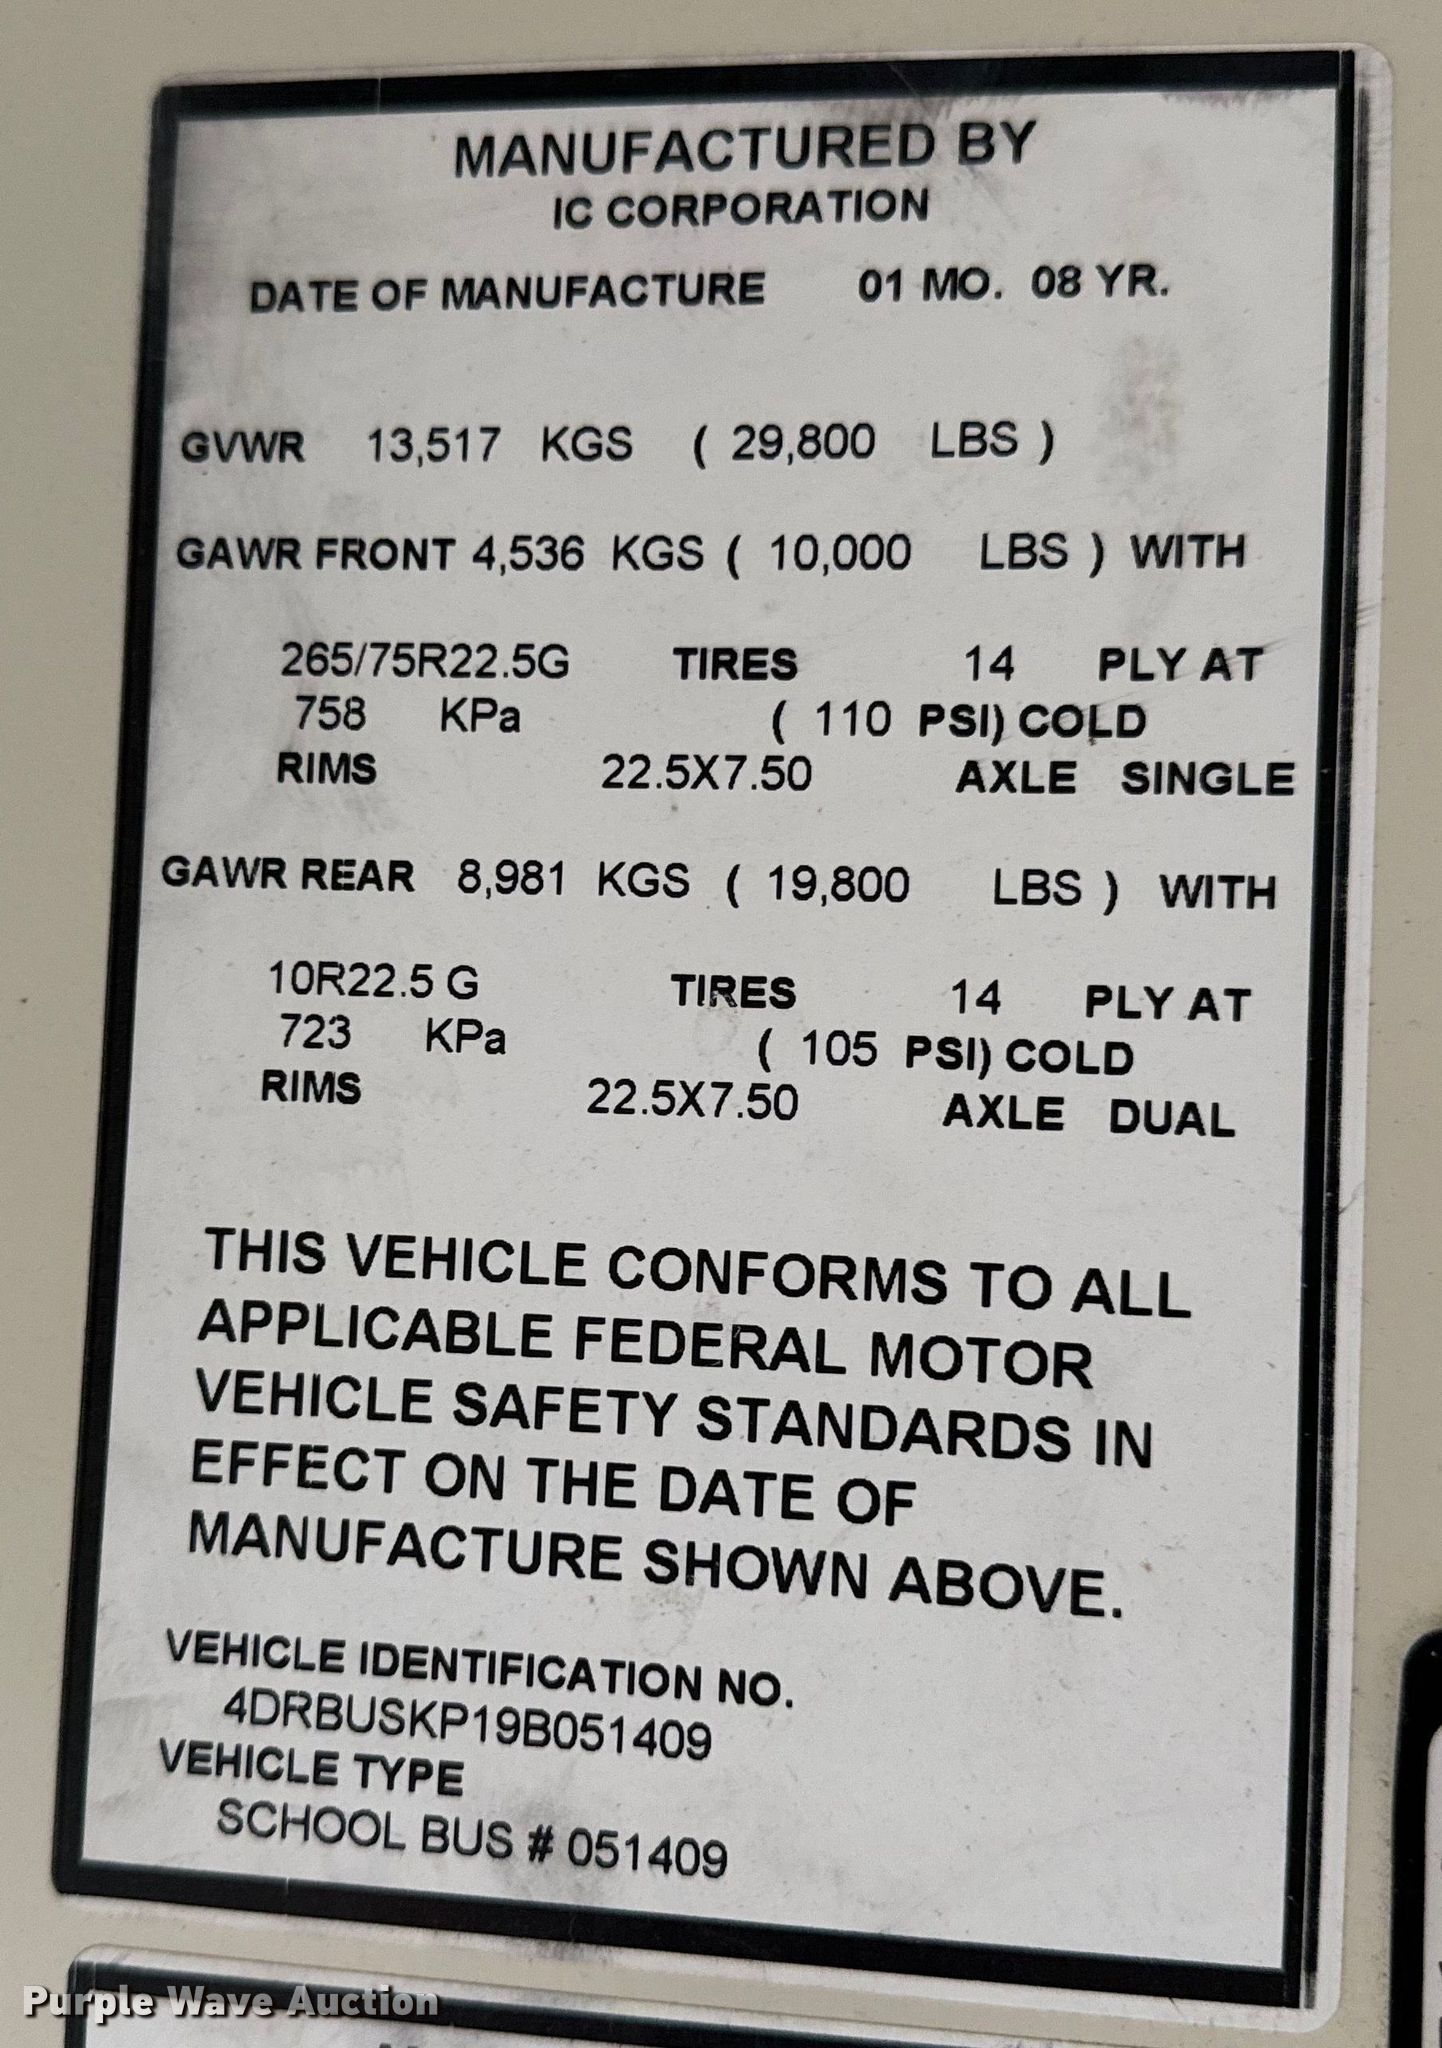 MANUFACTURED BY
IC CORPORATION
DATE OF MANUFACTURE 01 MO. 08 YR.
GVWR 13,517 KGS ( 29,800 LBS )
GAWR FRONT 4,536 KGS ( 10,000 LBS ) WITH
265/75R22.5G TIRES 14 PLY AT
758 KPa ( 110 PSI) COLD
RIMS 22.5X7.50 AXLE SINGLE
GAWR REAR 8,981 KGS ( 19,800 LBS ) WITH
10R22.5 G TIRES 14 PLY AT
723 KPa ( 105 PSI) COLD
RIMS 22.5X7.50 AXLE DUAL
THIS VEHICLE CONFORMS TO ALL
APPLICABLE FEDERAL MOTOR
VEHICLE SAFETY STANDARDS IN
EFFECT ON THE DATE OF
MANUFACTURE SHOWN ABOVE.
VEHICLE IDENTIFICATION NO.
4DRBUSKP19B051409
VEHICLE TYPE
SCHOOL BUS # 051409
Purple Wave Auction